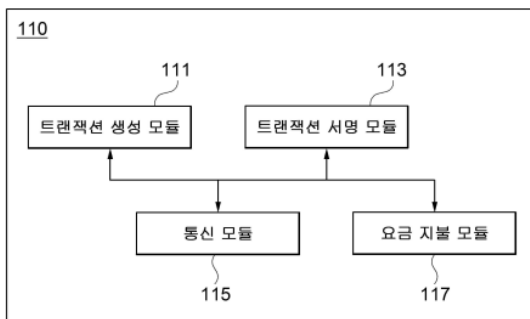 110
111
113
트랜잭션 생성 모듈
트랜잭션 서명 모듈
통신 모듈
요금 지불 모듈
115
117